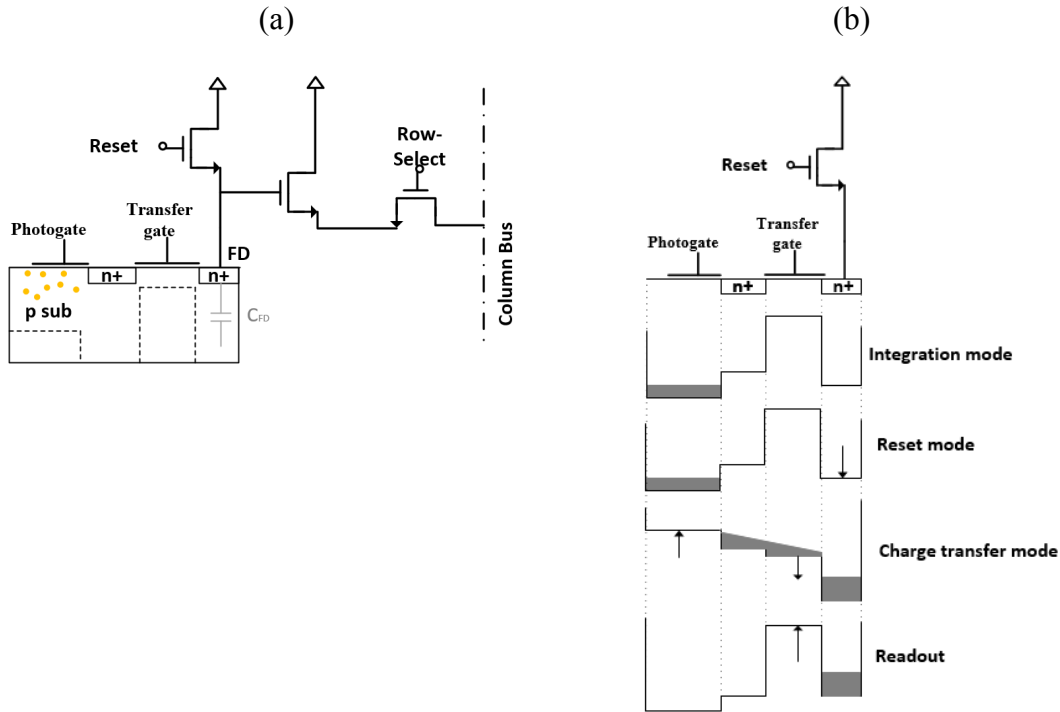 (a)
(b)
Reset
Row-
Select
Transfer
gate
Photogate
FD
n+
n+
p sub
CFD
Column Bus
Reset
Transfer
gate
Photogate
n+
n+
Integration mode
Reset mode
Charge transfer mode
Readout